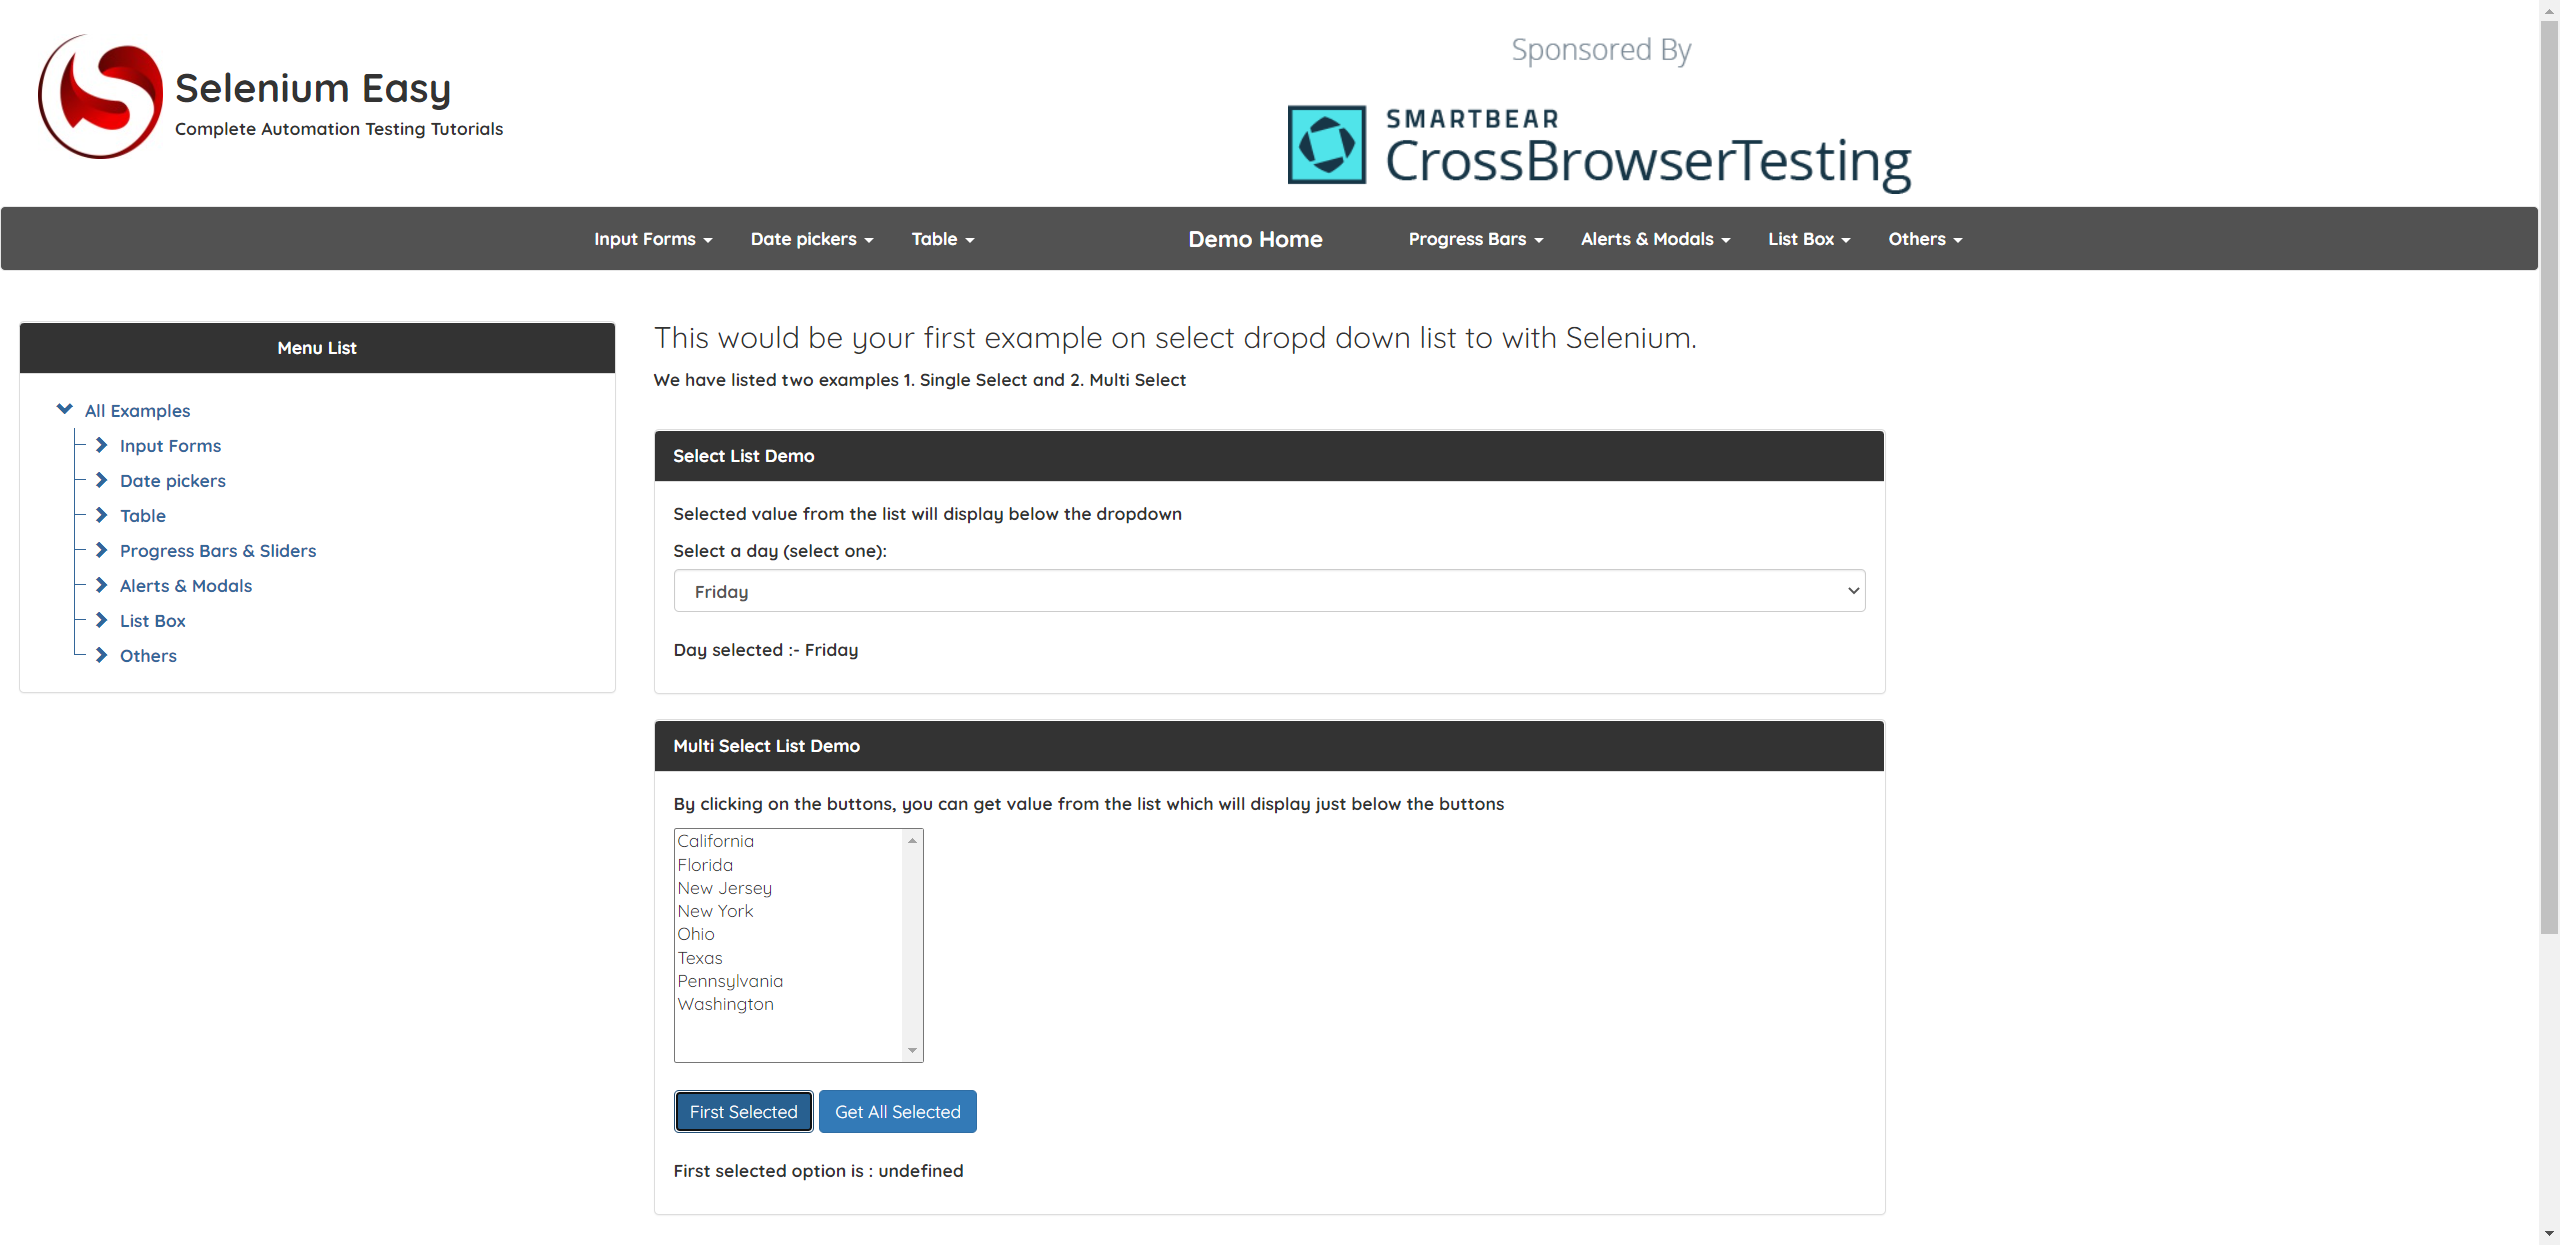 Selenium Easy
Complete Automation Testing Tutorials
Sponsored By
SMARTBEAR
CrossBrowserTesting
Input Forms Date pickers Table Demo Home Progress Bars Alerts & Modals List Box Others
Menu List
All Examples
Input Forms
Date pickers
Table
Progress Bars & Sliders
Alerts & Modals
List Box
Others
This would be your first example on select dropd down list to with Selenium.
We have listed two examples 1. Single Select and 2. Multi Select
Select List Demo
Selected value from the list will display below the dropdown
Select a day (select one):
Friday
Day selected :- Friday
Multi Select List Demo
By clicking on the buttons, you can get value from the list which will display just below the buttons
California
Florida
New Jersey
New York
Ohio
Texas
Pennsylvania
Washington
First Selected Get All Selected
First selected option is : undefined